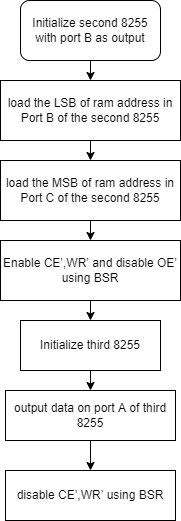 Initialize second 8255
with port B as output
load the LSB of ram address in
Port B of the second 8255
load the MSB of ram address in
Port C of the second 8255
Enable CE',WR' and disable OE'
using BSR
Initialize third 8255
output data on port A of third
8255
disable CE',WR' using BSR